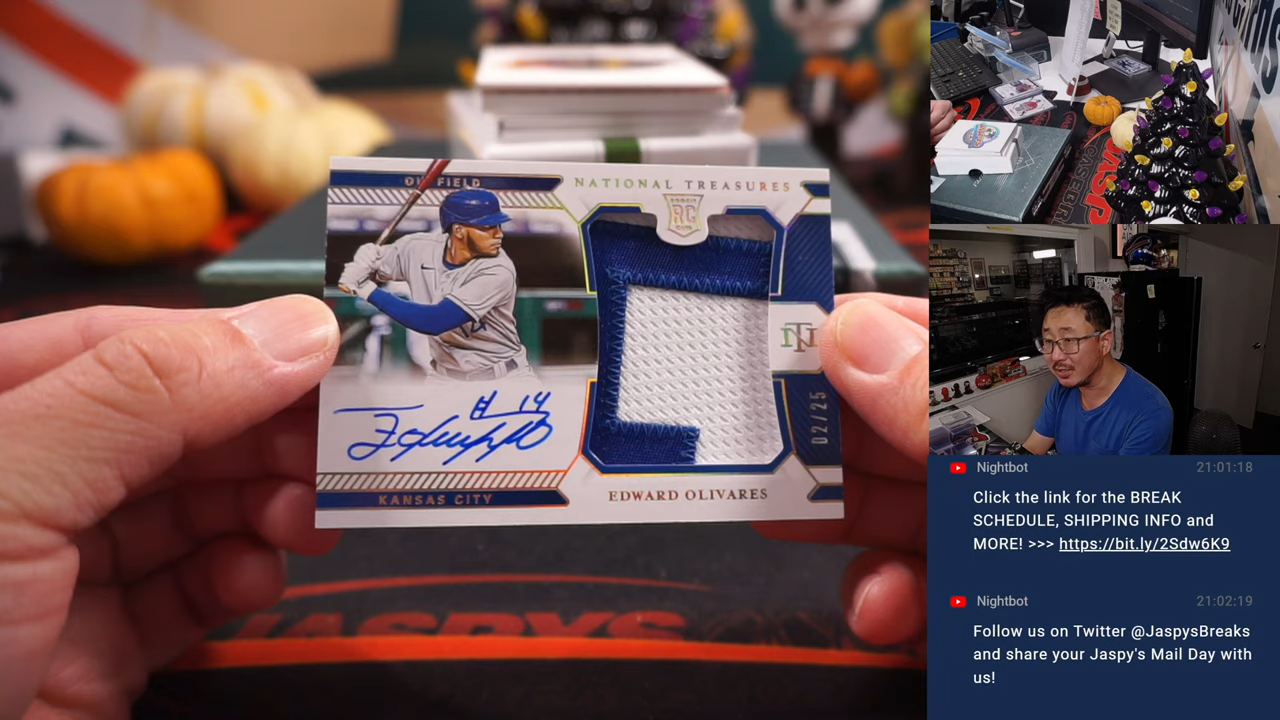 OUTFIELD
NATIONAL TREASURES
RC
NT
#14
02/25
KANSAS CITY
EDWARD OLIVARES
JASPYS
Nightbot 21:01:18
Click the link for the BREAK
SCHEDULE, SHIPPING INFO and
MORE! >>> https://bit.ly/2Sdw6K9
Nightbot 21:02:19
Follow us on Twitter @JaspysBreaks
and share your Jaspy's Mail Day with
us!